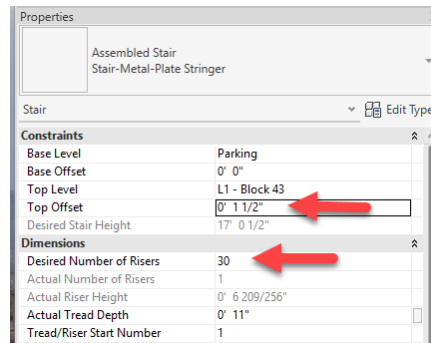 Properties
Assembled Stair
Stair-Metal-Plate Stringer
Stair Edit Type
Constraints
Base Level Parking
Base Offset 0' 0"
Top Level L1 - Block 43
Top Offset 0' 1 1/2"
Desired Stair Height 17' 0 1/2"
Dimensions
Desired Number of Risers 30
Actual Number of Risers 1
Actual Riser Height 0' 6 209/256"
Actual Tread Depth 0' 11"
Tread/Riser Start Number 1